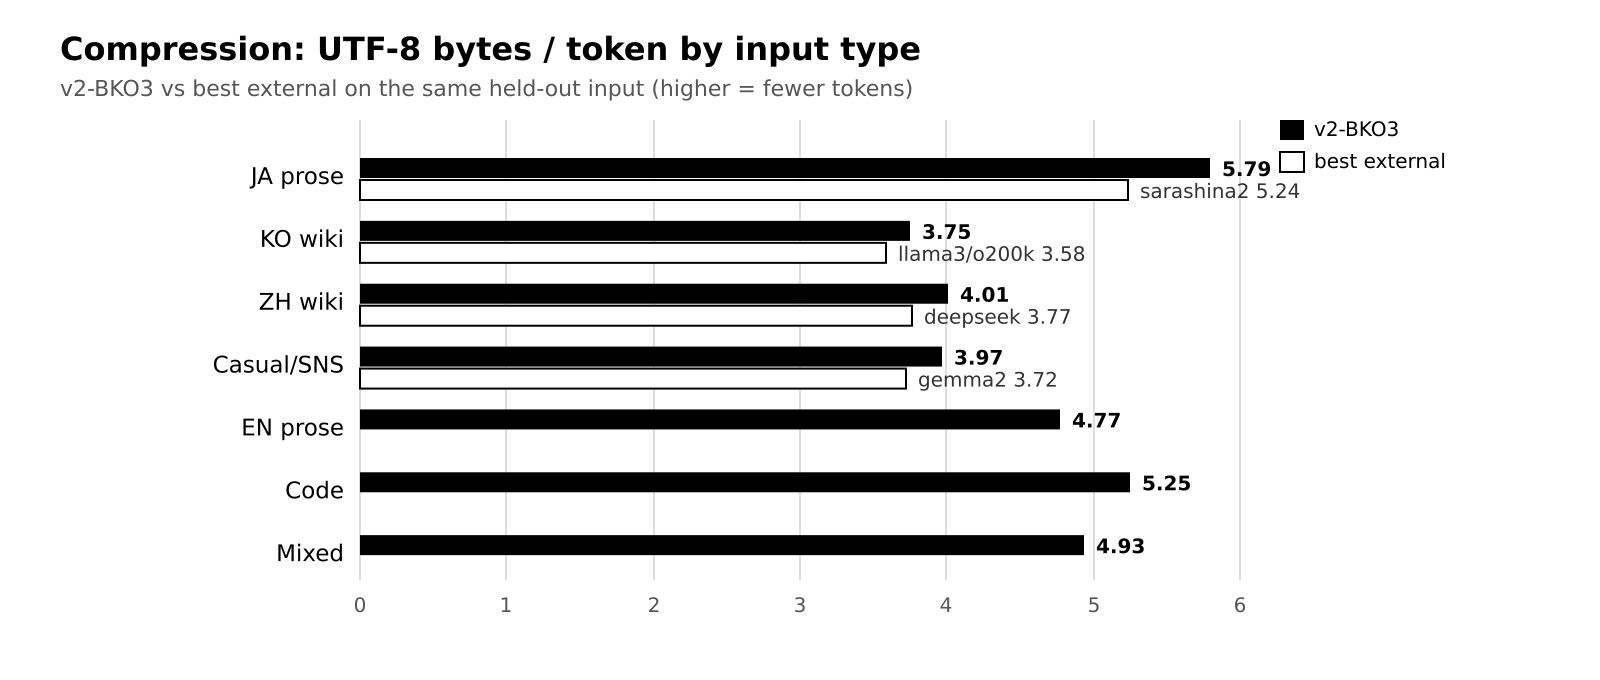 Compression: UTF-8 bytes / token by input type
v2-BKO3 vs best external on the same held-out input (higher = fewer tokens)
v2-BKO3
best external
JA prose
5.79
sarashina2 5.24
KO wiki
3.75
llama3/o200k 3.58
ZH wiki
4.01
deepseek 3.77
Casual/SNS
3.97
gemma2 3.72
EN prose
4.77
Code
5.25
Mixed
4.93
0 1 2 3 4 5 6